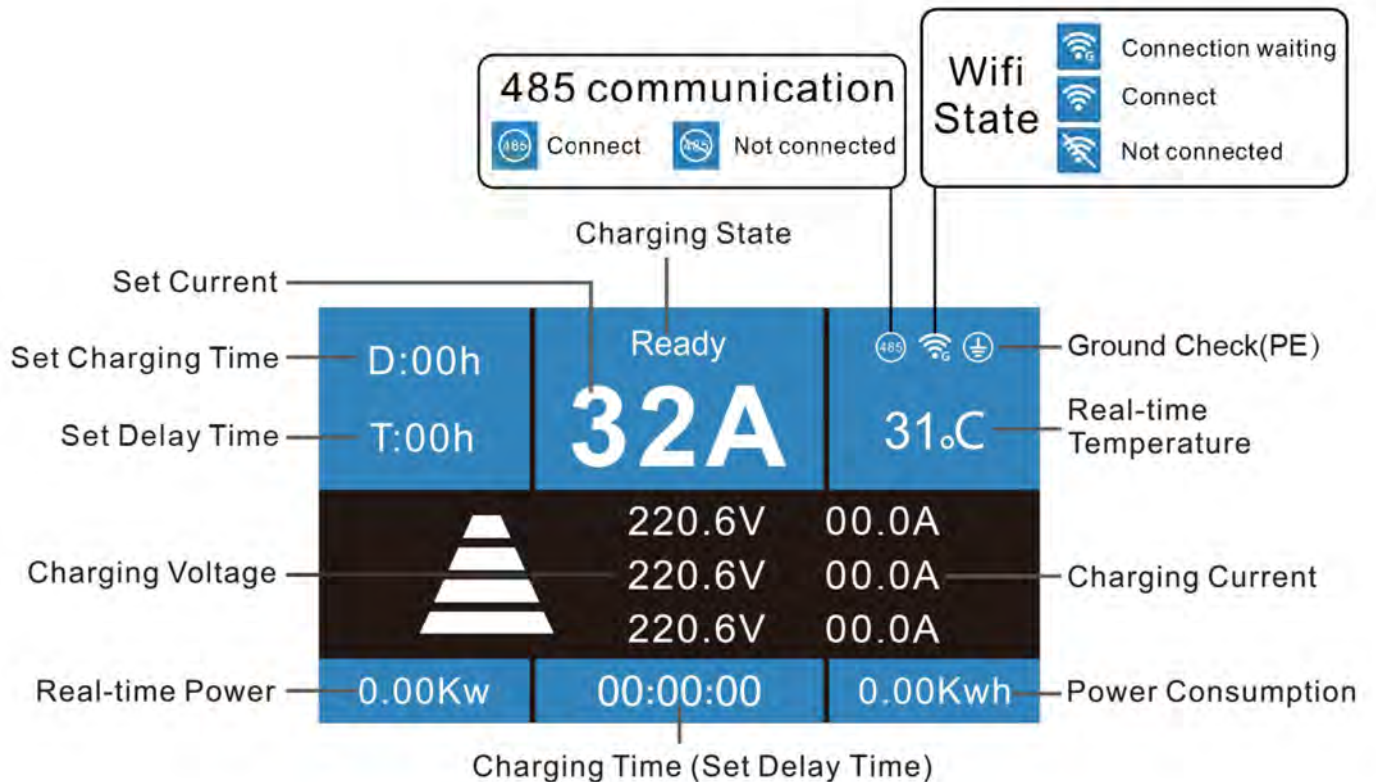 485 communication
485 Connect 485 Not connected
Wifi
State
G Connection waiting
Connect
Not connected
Charging State
Set Current
Set Charging Time
Set Delay Time
D:00h
T:00h
Ready
32A
485 G
31°C
Ground Check(PE)
Real-time
Temperature
Charging Voltage
220.6V 00.0A
220.6V 00.0A
220.6V 00.0A
Charging Current
Real-time Power
0.00Kw 00:00:00 0.00Kwh
Power Consumption
Charging Time (Set Delay Time)